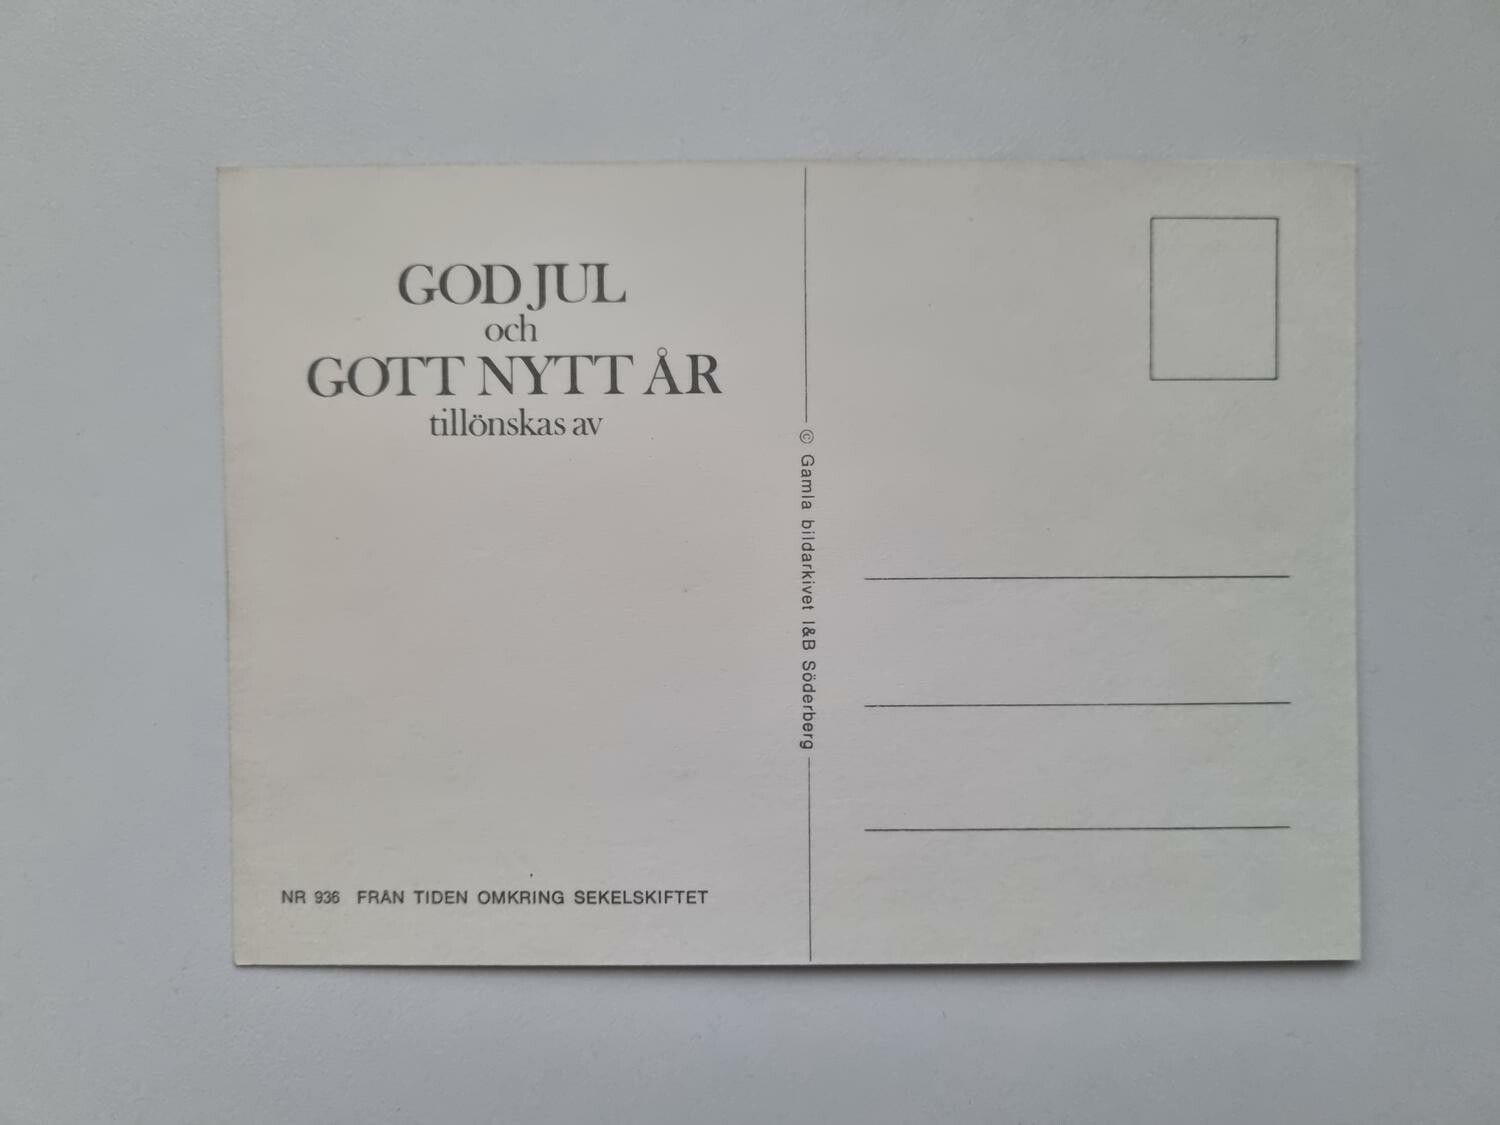 GOD JUL
och
GOTT NYTT ÅR
tillönskas av
NR 936 FRÅN TIDEN OMKRING SEKELSKIFTET
© Gamla bildarkivet I&B Söderberg